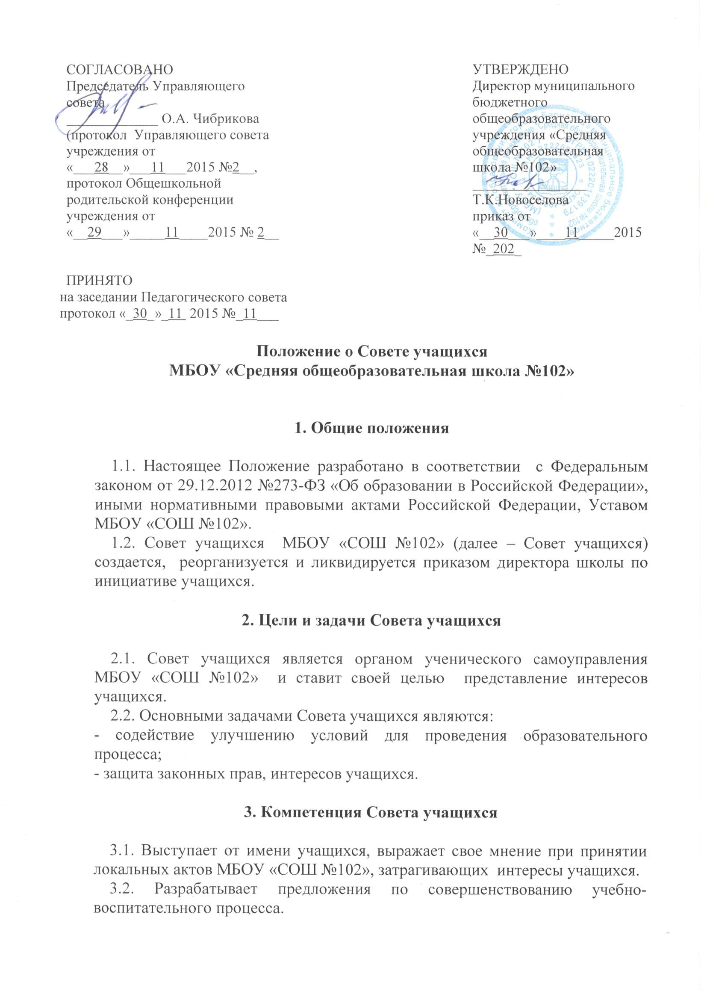 СОГЛАСОВАНО
Председатель Управляющего
совета
_____________ О.А. Чибрикова
(протокол  Управляющего совета
учреждения от
«___28__»___11___2015 №2__,
протокол Общешкольной
родительской конференции
учреждения от
«__29___»_____11____2015 № 2__
УТВЕРЖДЕНО
Директор муниципального
бюджетного
общеобразовательного
учреждения «Средняя
общеобразовательная
школа №102»
________________
Т.К.Новоселова
приказ от
«__30___»____11_____2015
№_202_
ПРИНЯТО
на заседании Педагогического совета
протокол «_30_»_11_ 2015 №_11___
Положение о Совете учащихся
МБОУ «Средняя общеобразовательная школа №102»
1. Общие положения
1.1. Настоящее Положение разработано в соответствии  с Федеральным
законом от 29.12.2012 №273-ФЗ «Об образовании в Российской Федерации»,
иными нормативными правовыми актами Российской Федерации, Уставом
МБОУ «СОШ №102».
1.2. Совет учащихся  МБОУ «СОШ №102» (далее – Совет учащихся)
создается,  реорганизуется и ликвидируется приказом директора школы по
инициативе учащихся.
2. Цели и задачи Совета учащихся
2.1. Совет учащихся является органом ученического самоуправления
МБОУ «СОШ №102»  и ставит своей целью  представление интересов
учащихся.
2.2. Основными задачами Совета учащихся являются:
- содействие улучшению условий для проведения образовательного
процесса;
- защита законных прав, интересов учащихся.
3. Компетенция Совета учащихся
3.1. Выступает от имени учащихся, выражает свое мнение при принятии
локальных актов МБОУ «СОШ №102», затрагивающих  интересы учащихся.
3.2. Разрабатывает предложения по совершенствованию учебно-
воспитательного процесса.